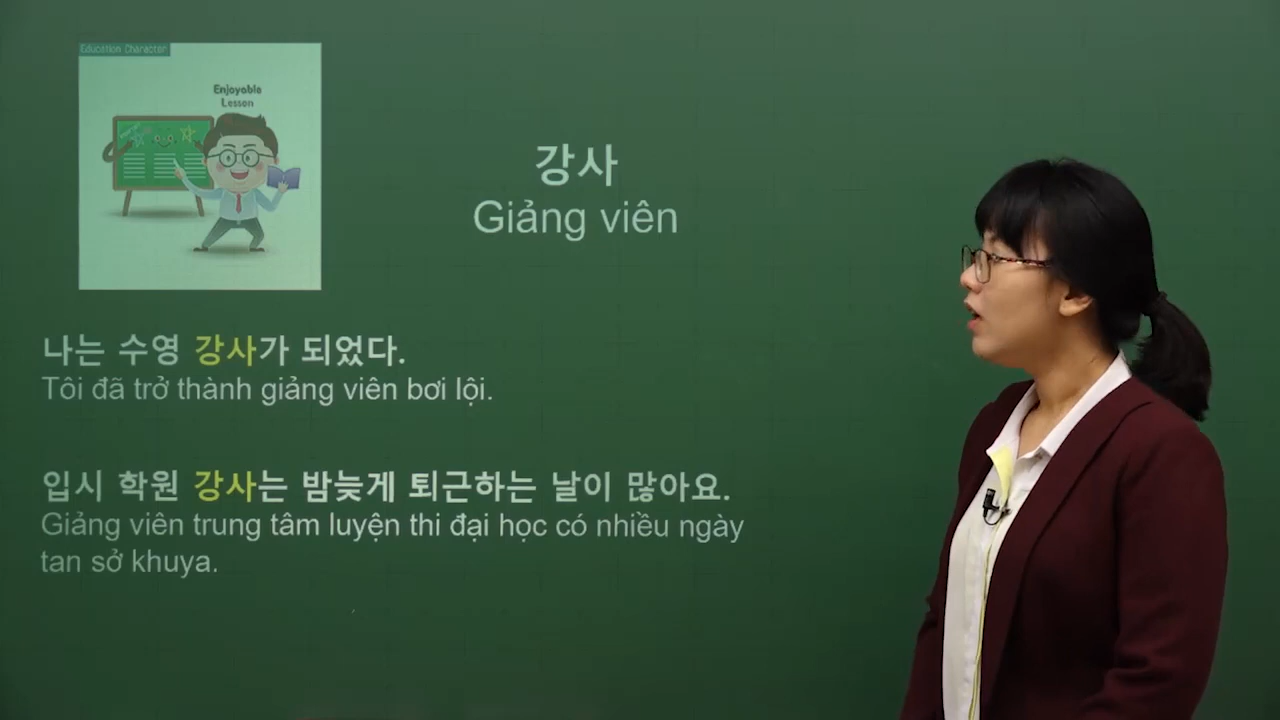 Education Character
Enjoyable
Lesson
강사
Giảng viên
나는 수영 강사가 되었다.
Tôi đã trở thành giảng viên bơi lội.
입시 학원 강사는 밤늦게 퇴근하는 날이 많아요.
Giảng viên trung tâm luyện thi đại học có nhiều ngày
tan sở khuya.